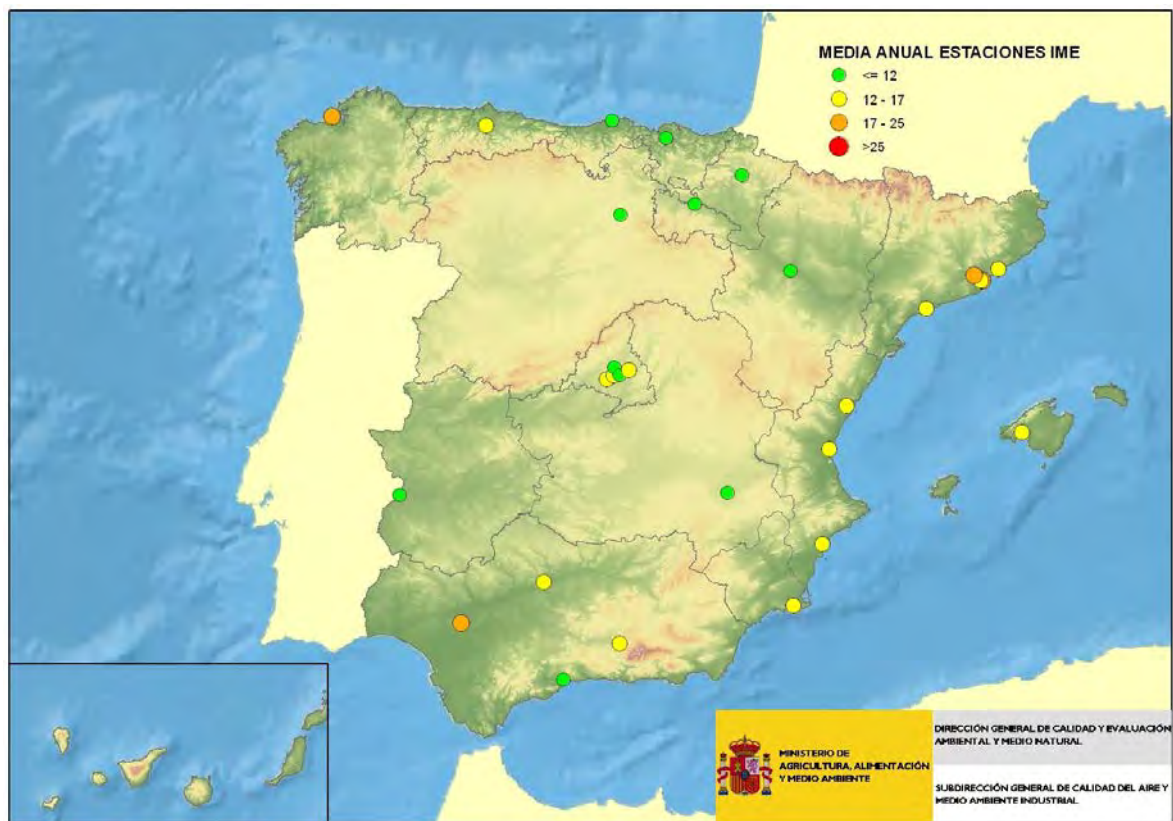 MEDIA ANUAL ESTACIONES IME
<= 12
12 - 17
17 - 25
>25
MINISTERIO DE
AGRICULTURA, ALIMENTACIÓN
Y MEDIO AMBIENTE
DIRECCIÓN GENERAL DE CALIDAD Y EVALUACIÓN
AMBIENTAL Y MEDIO NATURAL
SUBDIRECCIÓN GENERAL DE CALIDAD DEL AIRE Y
MEDIO AMBIENTE INDUSTRIAL